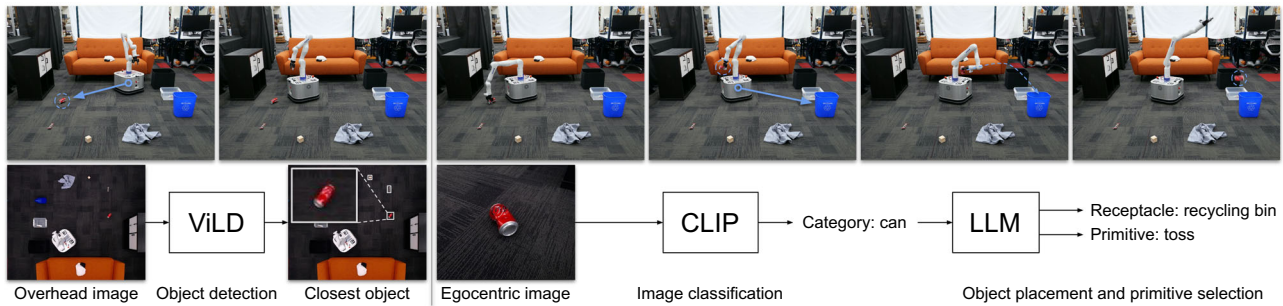 ViLD
CLIP
Category: can
LLM
Receptacle: recycling bin
Primitive: toss
Overhead image
Object detection
Closest object
Egocentric image
Image classification
Object placement and primitive selection